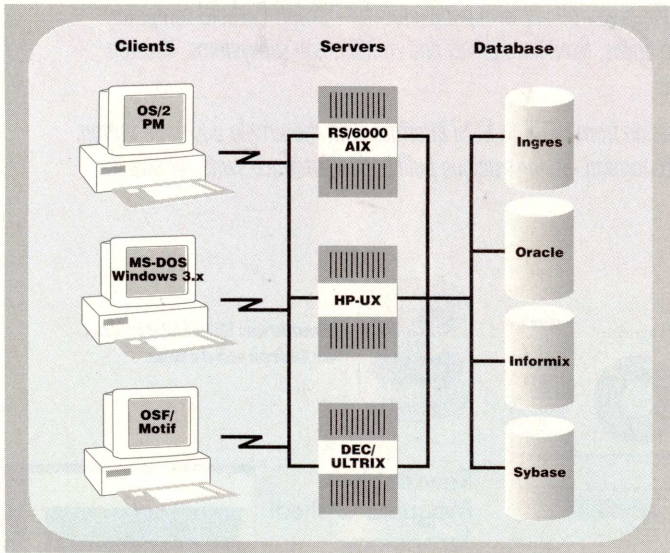 Clients
Servers
Database
OS/2
PM
MS-DOS
Windows 3.x
OSF/
Motif
RS/6000
AIX
HP-UX
DEC/
ULTRIX
Ingres
Oracle
Informix
Sybase